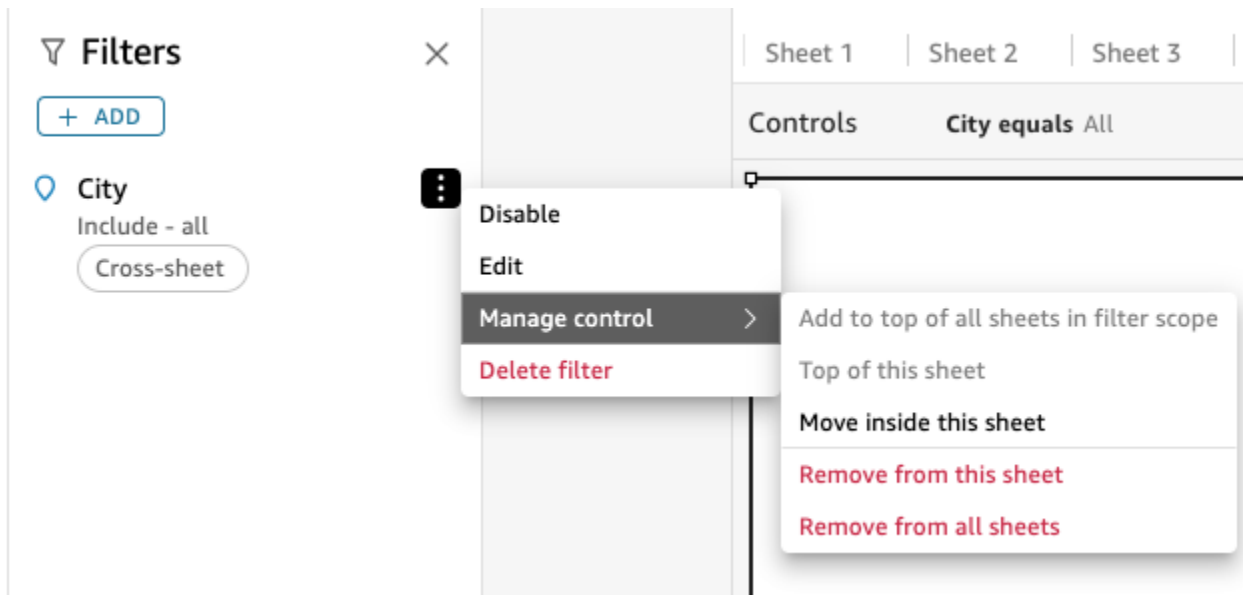 Filters
+ ADD
City
Include - all
Cross-sheet
Disable
Edit
Manage control
Delete filter
Sheet 1
Sheet 2
Sheet 3
Controls
City equals All
Add to top of all sheets in filter scope
Top of this sheet
Move inside this sheet
Remove from this sheet
Remove from all sheets